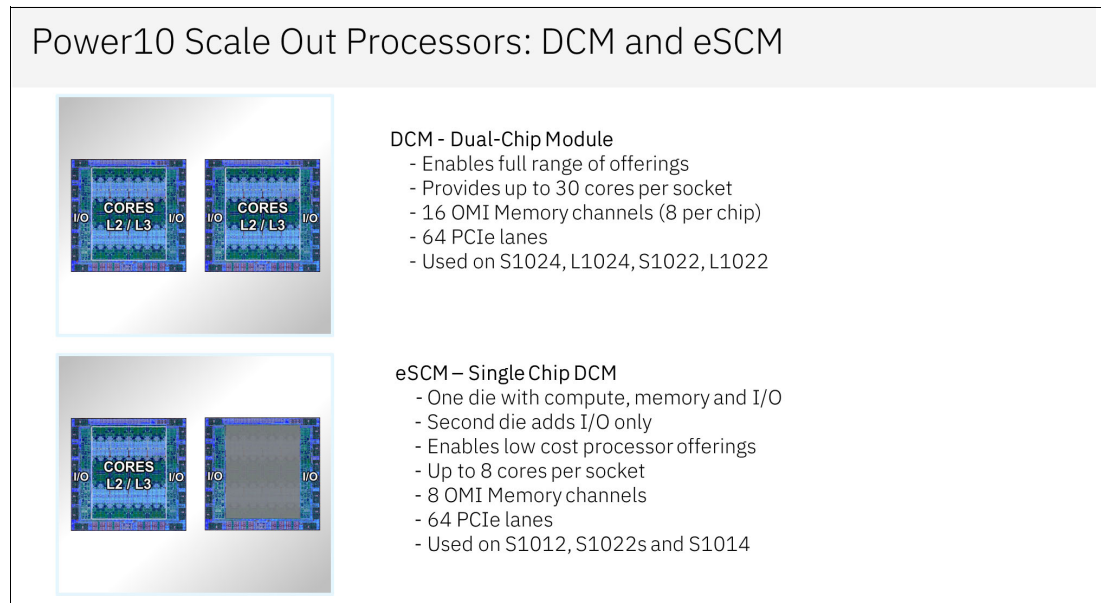 Power10 Scale Out Processors: DCM and eSCM
I/O
CORES
L2 / L3
I/O
I/O
CORES
L2 / L3
I/O
DCM - Dual-Chip Module
- Enables full range of offerings
- Provides up to 30 cores per socket
- 16 OMI Memory channels (8 per chip)
- 64 PCIe lanes
- Used on S1024, L1024, S1022, L1022
I/O
CORES
L2 / L3
I/O
I/O
I/O
eSCM – Single Chip DCM
- One die with compute, memory and I/O
- Second die adds I/O only
- Enables low cost processor offerings
- Up to 8 cores per socket
- 8 OMI Memory channels
- 64 PCIe lanes
- Used on S1012, S1022s and S1014